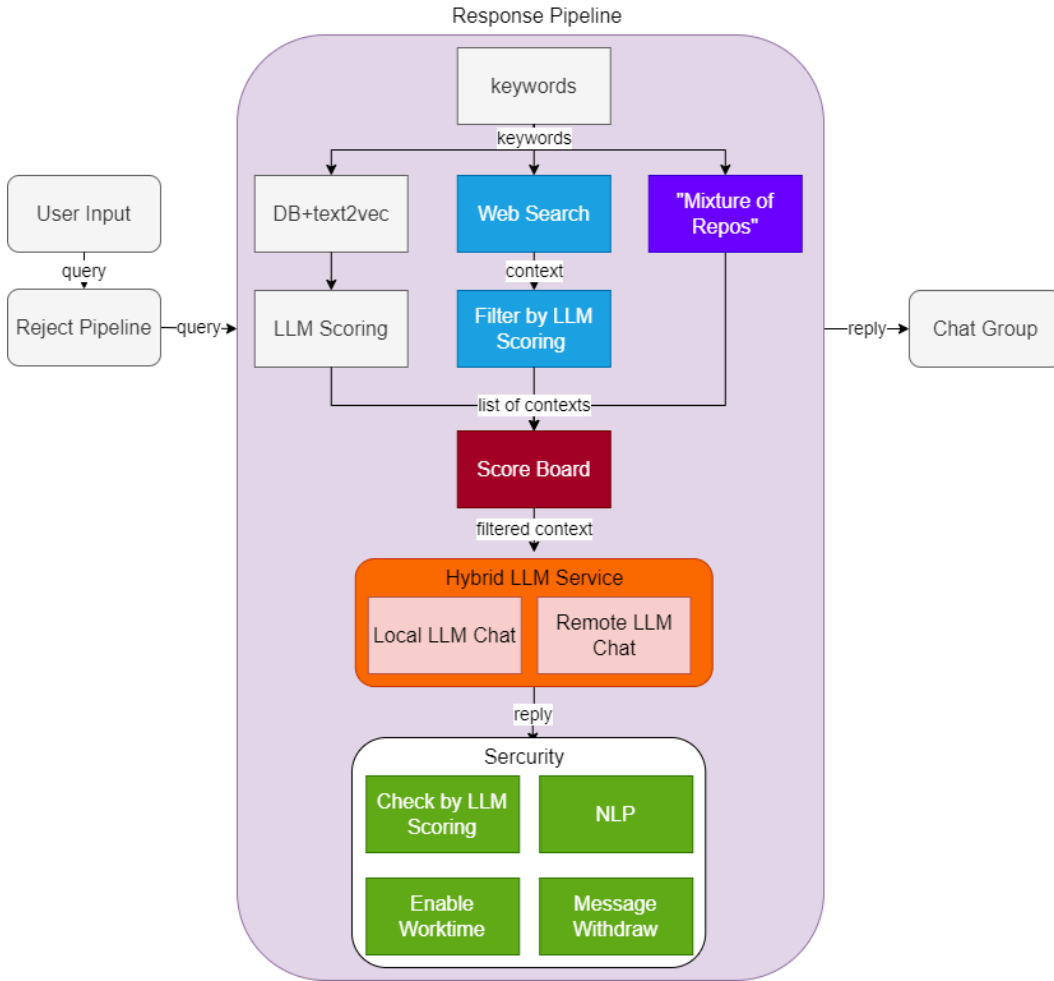 Response Pipeline
keywords
keywords
User Input
DB+text2vec
Web Search
"Mixture of
Repos"
query
context
Reject Pipeline
query
LLM Scoring
Filter by LLM
Scoring
reply
Chat Group
list of contexts
Score Board
filtered context
Hybrid LLM Service
Local LLM Chat
Remote LLM
Chat
reply
Sercurity
Check by LLM
Scoring
NLP
Enable
Worktime
Message
Withdraw